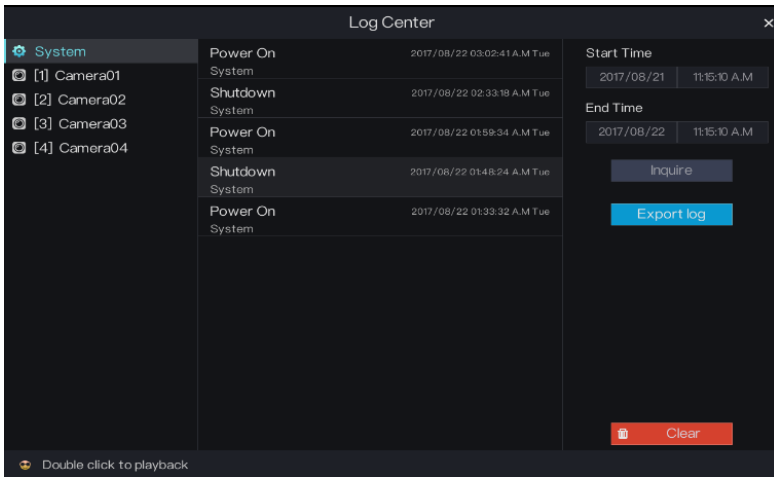 Log Center
×
System
[1] Camera01
[2] Camera02
[3] Camera03
[4] Camera04
Power On 2017/08/22 03:02:41 A.M Tue
System
Shutdown 2017/08/22 02:33:18 A.M Tue
System
Power On 2017/08/22 01:59:34 A.M Tue
System
Shutdown 2017/08/22 01:48:24 A.M Tue
System
Power On 2017/08/22 01:33:32 A.M Tue
System
Start Time
2017/08/21 11:15:10 A.M
End Time
2017/08/22 11:15:10 A.M
Inquire
Export log
Clear
Double click to playback